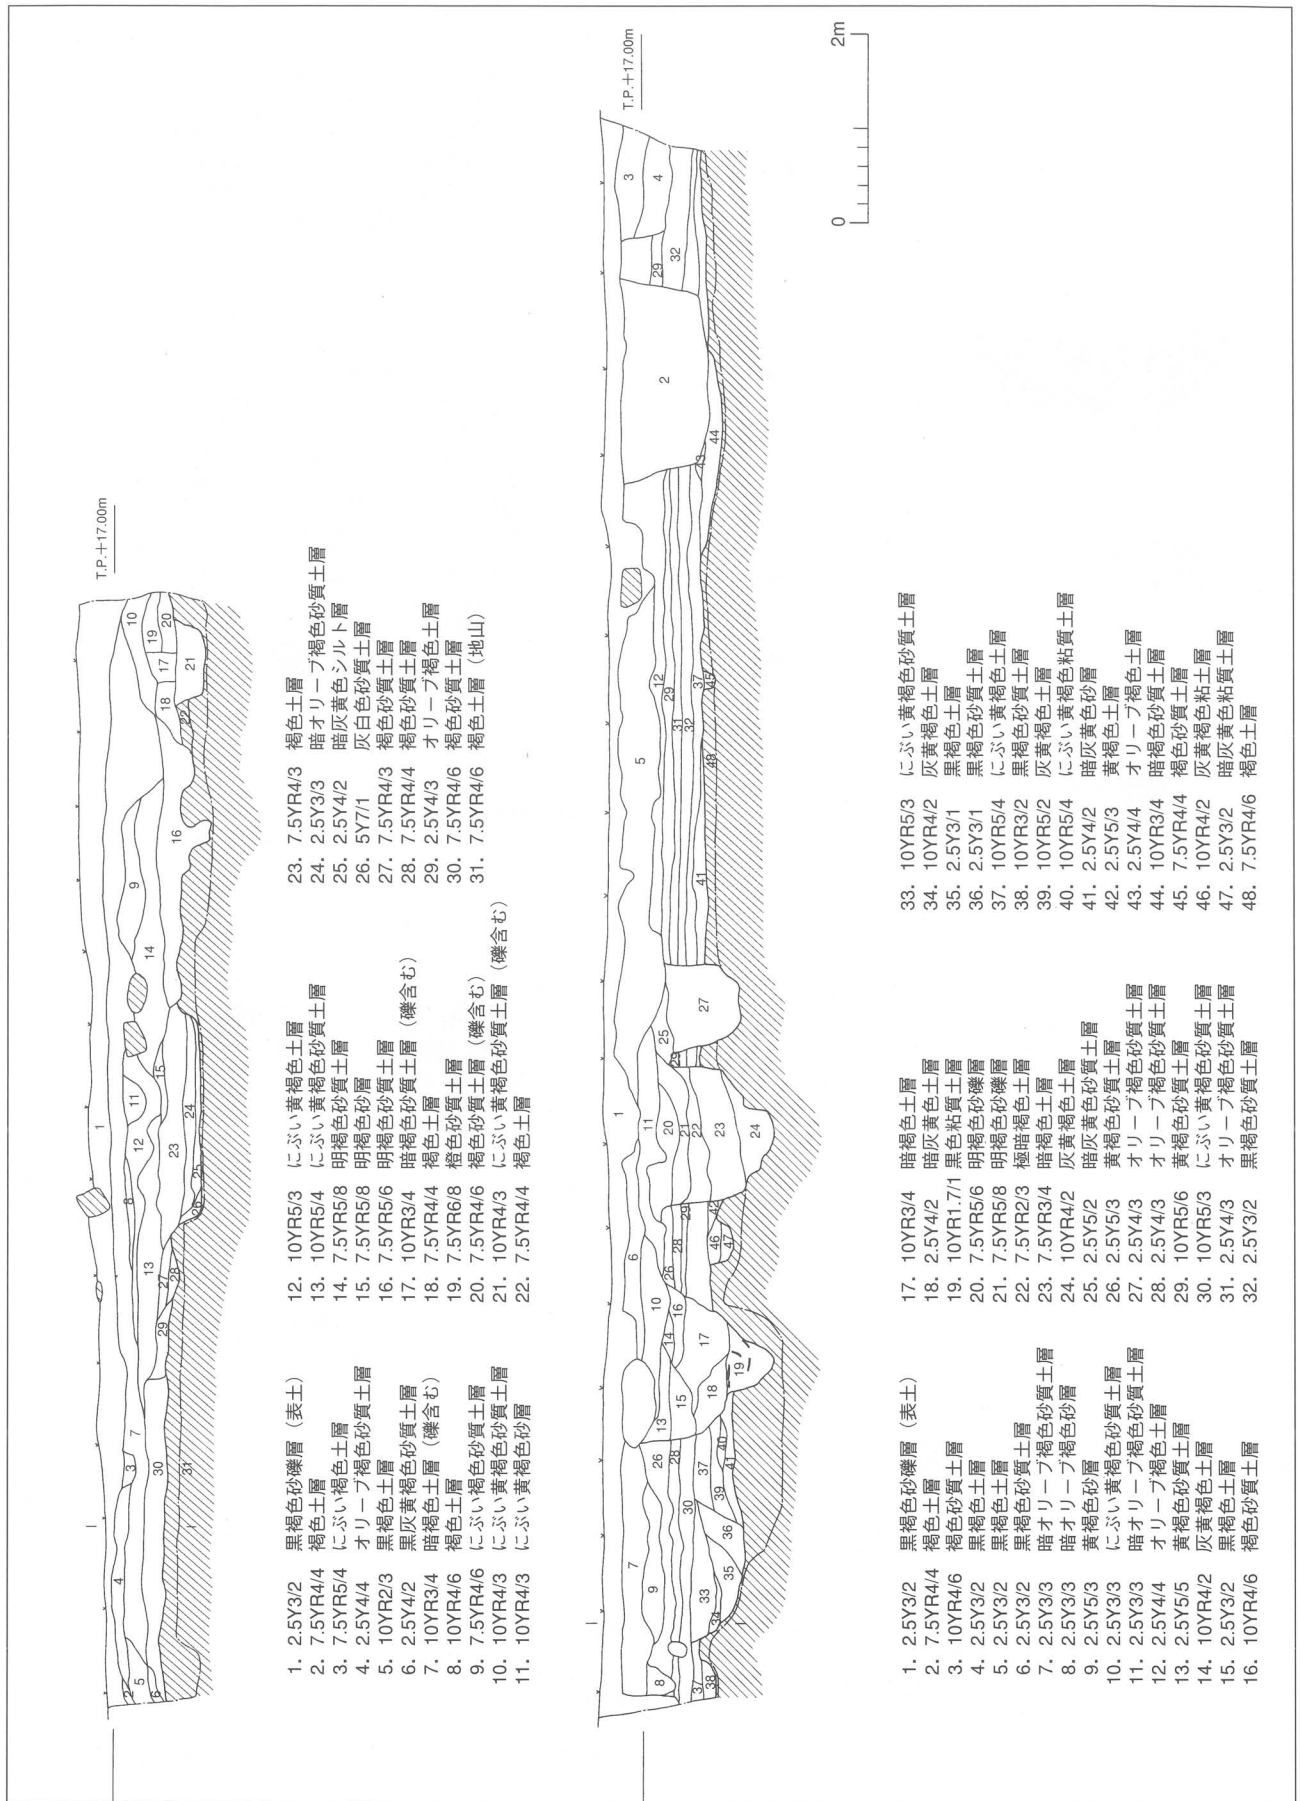 T.P.+17.00m
1. 2.5Y3/2 黒褐色砂礫層（表土）
2. 7.5YR4/4 褐色土層
3. 7.5YR5/4 にぶい褐色土層
4. 2.5Y4/4 オリーブ褐色砂質土層
5. 10YR2/3 黒褐色土層
6. 2.5Y4/2 黒灰黄褐色砂質土層
7. 10YR3/4 暗褐色土層（礫含む）
8. 10YR4/6 褐色土層
9. 7.5YR4/6 にぶい褐色砂質土層
10. 10YR4/3 にぶい黄褐色砂質土層
11. 10YR4/3 にぶい黄褐色砂層
12. 10YR5/3 にぶい黄褐色土層
13. 10YR5/4 にぶい黄褐色砂質土層
14. 7.5YR5/8 明褐色砂質土層
15. 7.5YR5/8 明褐色砂層
16. 7.5YR5/6 明褐色砂質土層
17. 10YR3/4 暗褐色砂質土層（礫含む）
18. 7.5YR4/4 褐色土層
19. 7.5YR6/8 橙色砂質土層
20. 7.5YR4/6 褐色砂質土層（礫含む）
21. 10YR4/3 にぶい黄褐色砂質土層（礫含む）
22. 7.5YR4/4 褐色土層
23. 7.5YR4/3 褐色土層
24. 2.5Y3/3 暗オリーブ褐色砂質土層
25. 2.5Y4/2 暗灰黄色シルト層
26. 5Y7/1 灰白色砂質土層
27. 7.5YR4/3 褐色砂質土層
28. 7.5YR4/4 褐色砂質土層
29. 2.5Y4/3 オリーブ褐色土層
30. 7.5YR4/6 褐色砂質土層
31. 7.5YR4/6 褐色土層（地山）
T.P.+17.00m
0 2m
1. 2.5Y3/2 黒褐色砂礫層（表土）
2. 7.5YR4/4 褐色土層
3. 10YR4/6 褐色砂質土層
4. 2.5Y3/2 黒褐色土層
5. 2.5Y3/2 黒褐色土層
6. 2.5Y3/2 黒褐色砂質土層
7. 2.5Y3/3 暗オリーブ褐色砂質土層
8. 2.5Y3/3 暗オリーブ褐色砂層
9. 2.5Y5/3 黄褐色砂層
10. 2.5Y5/3 にぶい黄褐色砂質土層
11. 2.5Y3/3 暗オリーブ褐色砂質土層
12. 2.5Y4/4 オリーブ褐色土層
13. 2.5Y5/5 黄褐色砂質土層
14. 10YR4/2 灰黄褐色土層
15. 2.5Y3/2 黒褐色土層
16. 10YR4/6 褐色砂質土層
17. 10YR3/4 暗褐色土層
18. 2.5Y4/2 暗灰黄色土層
19. 10YR1.7/1 黒色粘質土層
20. 7.5YR5/6 明褐色砂礫層
21. 7.5YR5/8 明褐色砂礫層
22. 7.5YR2/3 極暗褐色土層
23. 7.5YR3/4 暗褐色土層
24. 10YR4/2 灰黄褐色土層
25. 2.5Y5/2 暗灰黄色砂質土層
26. 2.5Y5/3 黄褐色砂質土層
27. 2.5Y4/3 オリーブ褐色砂質土層
28. 2.5Y4/3 オリーブ褐色砂質土層
29. 10YR5/6 黄褐色砂質土層
30. 10YR5/3 にぶい黄褐色砂質土層
31. 2.5Y4/3 オリーブ褐色土層
32. 2.5Y3/2 黒褐色砂質土層
33. 10YR5/3 にぶい黄褐色砂質土層
34. 10YR4/2 灰黄褐色土層
35. 2.5Y3/1 黒褐色土層
36. 2.5Y3/1 黒褐色砂質土層
37. 10YR5/4 にぶい黄褐色土層
38. 10YR3/2 黒褐色砂質土層
39. 10YR5/2 灰黄褐色土層
40. 10YR5/4 にぶい黄褐色粘質土層
41. 2.5Y4/2 暗灰黄色砂層
42. 2.5Y5/3 黄褐色土層
43. 2.5Y4/4 オリーブ褐色土層
44. 10YR3/4 暗褐色砂質土層
45. 7.5YR4/4 褐色砂質土層
46. 10YR4/2 灰黄褐色粘土層
47. 2.5Y3/2 暗灰黄色粘質土層
48. 7.5YR4/6 褐色土層